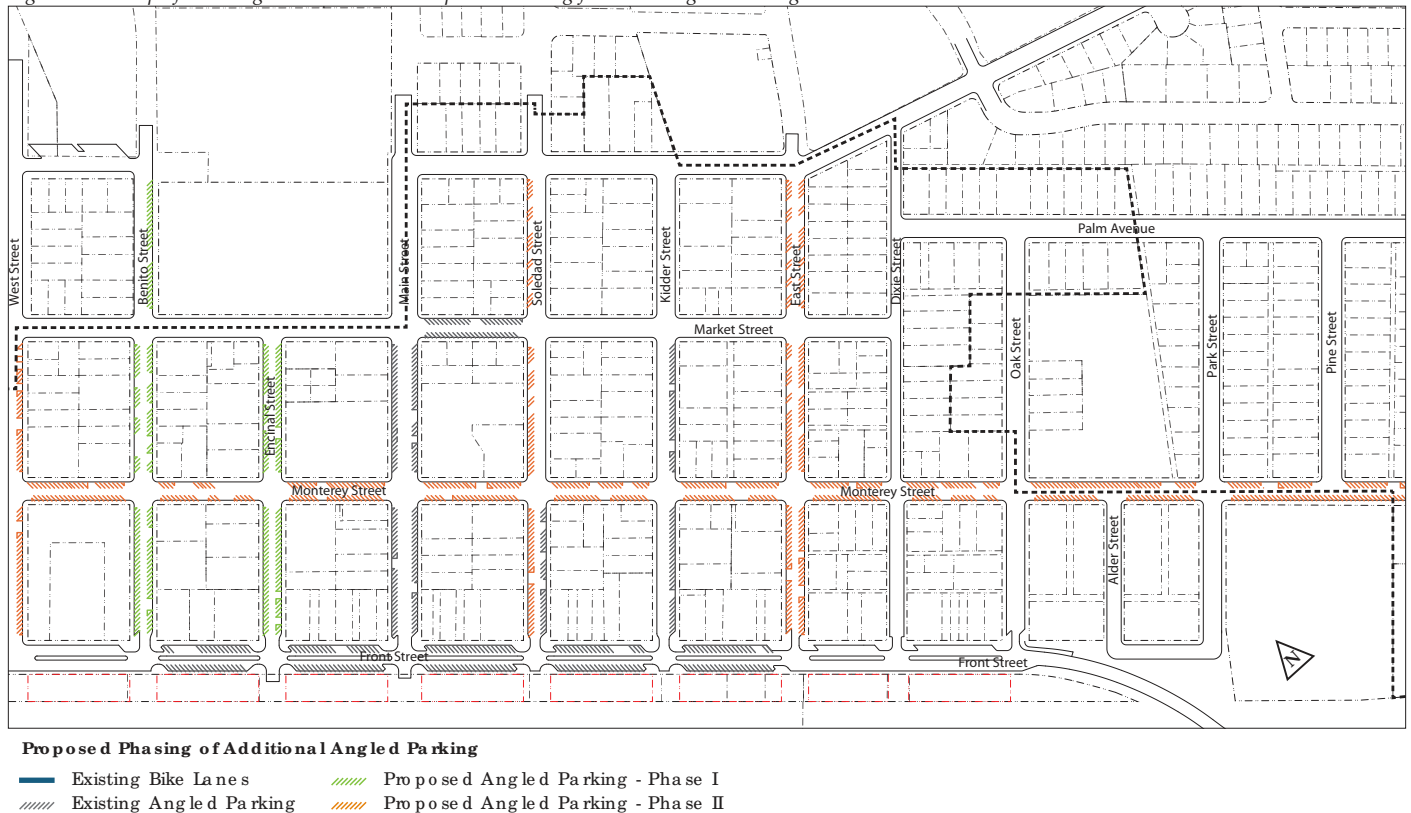 Palm Avenue
West Street
Benito Street
Main Street
Soledad Street
Kidder Street
East Street
Dixie Street
Market Street
Oak Street
Park Street
Pine Street
Encinal Street
Monterey Street
Monterey Street
Alder Street
Front Street
Front Street
N
Proposed Phasing of Additional Angled Parking
Existing Bike Lanes
Proposed Angled Parking - Phase I
Existing Angled Parking
Proposed Angled Parking - Phase II